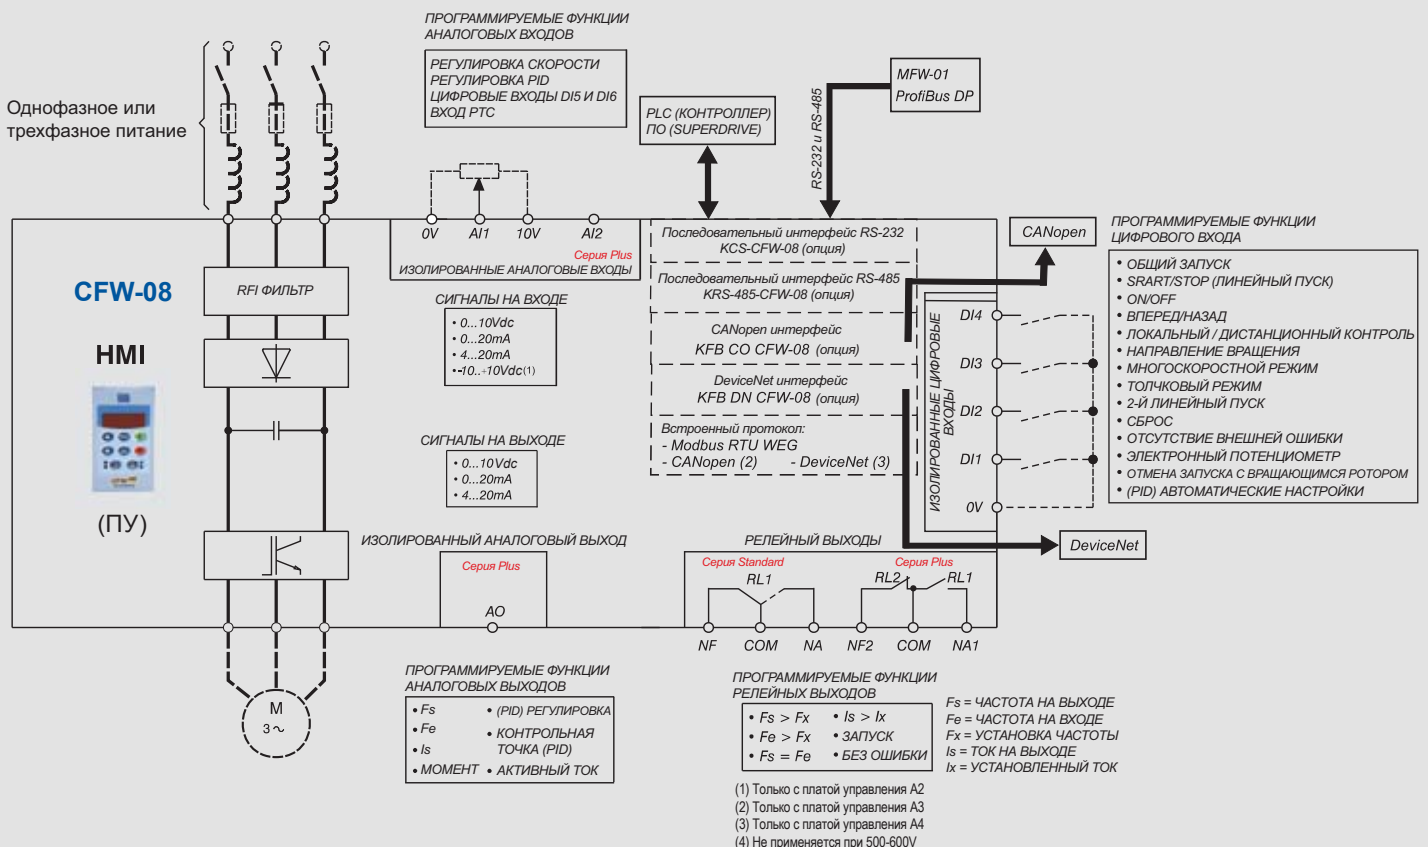 ПРОГРАММИРУЕМЫЕ ФУНКЦИИ
АНАЛОГОВЫХ ВХОДОВ
РЕГУЛИРОВКА СКОРОСТИ
РЕГУЛИРОВКА PID
ЦИФРОВЫЕ ВХОДЫ DI5 И DI6
ВХОД PTC
Однофазное или
трехфазное питание
PLC (КОНТРОЛЛЕР)
ПО (SUPERDRIVE)
RS-232 и RS-485
MFW-01
ProfiBus DP
0V
AI1
10V
AI2
Серия Plus
ИЗОЛИРОВАННЫЕ АНАЛОГОВЫЕ ВХОДЫ
CFW-08
HMI
(ПУ)
RFI ФИЛЬТР
СИГНАЛЫ НА ВХОДЕ
• 0...10Vdc
• 0...20mA
• 4...20mA
• -10..+10Vdc(1)
СИГНАЛЫ НА ВЫХОДЕ
• 0...10Vdc
• 0...20mA
• 4...20mA
Последовательный интерфейс RS-232
KCS-CFW-08 (опция)
Последовательный интерфейс RS-485
KRS-485-CFW-08 (опция)
CANopen интерфейс
KFB CO CFW-08 (опция)
DeviceNet интерфейс
KFB DN CFW-08 (опция)
Встроенный протокол:
- Modbus RTU WEG
- CANopen (2) - DeviceNet (3)
ИЗОЛИРОВАННЫЕ ЦИФРОВЫЕ
ВХОДЫ
DI4
DI3
DI2
DI1
0V
CANopen
DeviceNet
ПРОГРАММИРУЕМЫЕ ФУНКЦИИ
ЦИФРОВОГО ВХОДА
• ОБЩИЙ ЗАПУСК
• SRART/STOP (ЛИНЕЙНЫЙ ПУСК)
• ON/OFF
• ВПЕРЕД/НАЗАД
• ЛОКАЛЬНЫЙ / ДИСТАНЦИОННЫЙ КОНТРОЛЬ
• НАПРАВЛЕНИЕ ВРАЩЕНИЯ
• МНОГОСКОРОСТНОЙ РЕЖИМ
• ТОЛЧКОВЫЙ РЕЖИМ
• 2-Й ЛИНЕЙНЫЙ ПУСК
• СБРОС
• ОТСУТСТВИЕ ВНЕШНЕЙ ОШИБКИ
• ЭЛЕКТРОННЫЙ ПОТЕНЦИОМЕТР
• ОТМЕНА ЗАПУСКА С ВРАЩАЮЩИМСЯ РОТОРОМ
• (PID) АВТОМАТИЧЕСКИЕ НАСТРОЙКИ
ИЗОЛИРОВАННЫЙ АНАЛОГОВЫЙ ВЫХОД
Серия Plus
AO
РЕЛЕЙНЫЕ ВЫХОДЫ
Серия Standard
RL1
Серия Plus
RL2
RL1
NF
COM
NA
NF2
COM
NA1
M
3~
ПРОГРАММИРУЕМЫЕ ФУНКЦИИ
АНАЛОГОВЫХ ВЫХОДОВ
• Fs
• Fe
• Is
• МОМЕНТ
• (PID) РЕГУЛИРОВКА
• КОНТРОЛЬНАЯ
ТОЧКА (PID)
• АКТИВНЫЙ ТОК
ПРОГРАММИРУЕМЫЕ ФУНКЦИИ
РЕЛЕЙНЫХ ВЫХОДОВ
• Fs > Fx
• Fe > Fx
• Fs = Fe
• Is > Ix
• ЗАПУСК
• БЕЗ ОШИБКИ
Fs = ЧАСТОТА НА ВЫХОДЕ
Fe = ЧАСТОТА НА ВХОДЕ
Fx = УСТАНОВКА ЧАСТОТЫ
Is = ТОК НА ВЫХОДЕ
Ix = УСТАНОВЛЕННЫЙ ТОК
(1) Только с платой управления А2
(2) Только с платой управления А3
(3) Только с платой управления А4
(4) Не применяется при 500-600V